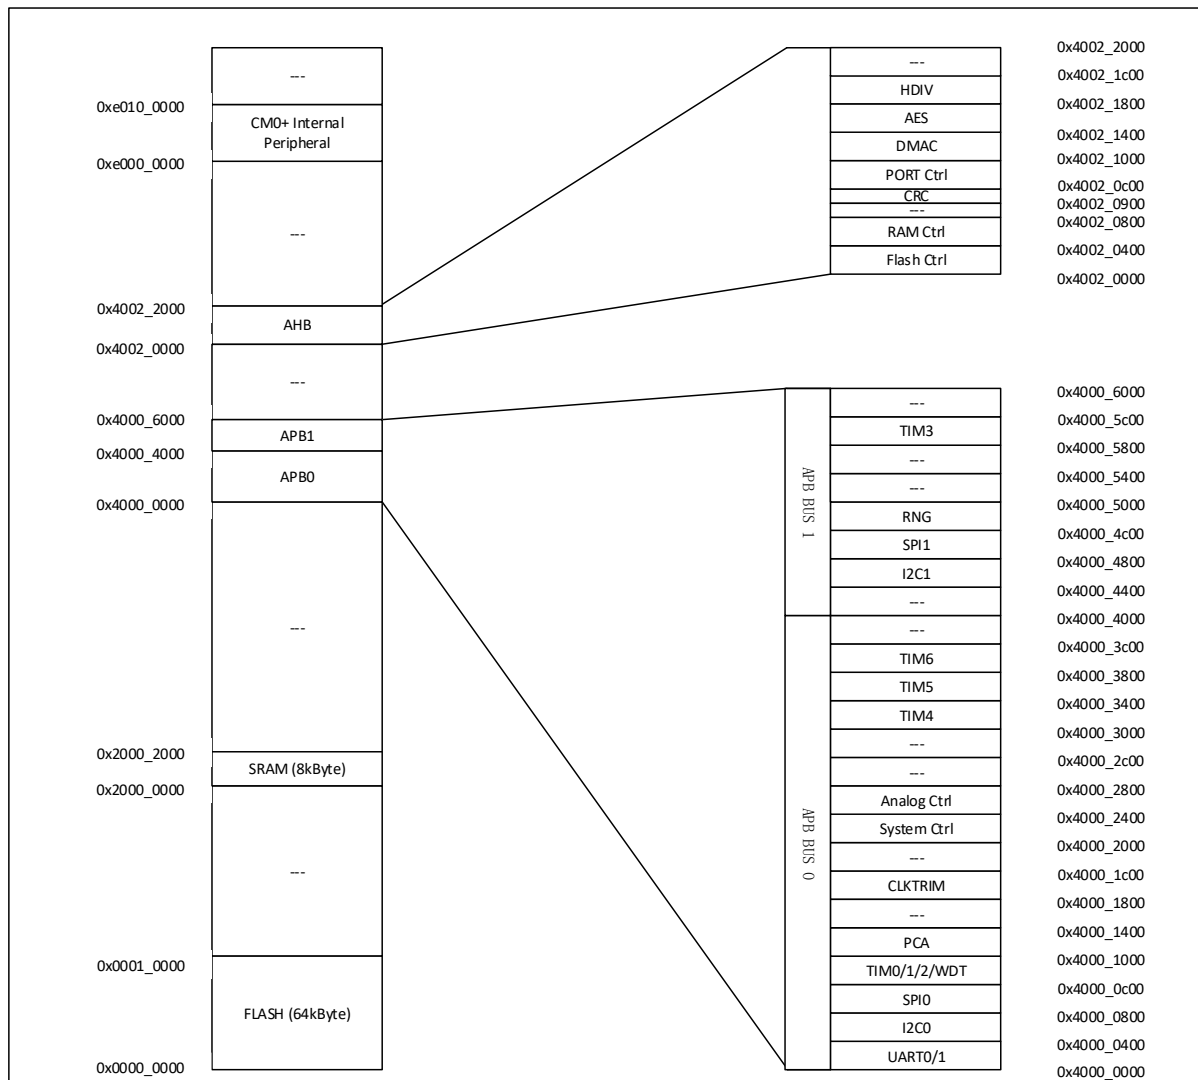 ---
0xe010_0000
CM0+ Internal
Peripheral
0xe000_0000
---
0x4002_2000
AHB
0x4002_0000
---
0x4000_6000
APB1
0x4000_4000
APB0
0x4000_0000
---
0x2000_2000
SRAM (8kByte)
0x2000_0000
---
0x0001_0000
FLASH (64kByte)
0x0000_0000
0x4002_2000
---
0x4002_1c00
HDIV
0x4002_1800
AES
0x4002_1400
DMAC
0x4002_1000
PORT Ctrl
0x4002_0c00
CRC
0x4002_0900
---
0x4002_0800
RAM Ctrl
0x4002_0400
Flash Ctrl
0x4002_0000
APB BUS 1
0x4000_6000
---
0x4000_5c00
TIM3
0x4000_5800
---
0x4000_5400
---
0x4000_5000
RNG
0x4000_4c00
SPI1
0x4000_4800
I2C1
0x4000_4400
---
0x4000_4000
APB BUS 0
---
0x4000_3c00
TIM6
0x4000_3800
TIM5
0x4000_3400
TIM4
0x4000_3000
---
0x4000_2c00
---
0x4000_2800
Analog Ctrl
0x4000_2400
System Ctrl
0x4000_2000
---
0x4000_1c00
CLKTRIM
0x4000_1800
---
0x4000_1400
PCA
0x4000_1000
TIM0/1/2/WDT
0x4000_0c00
SPI0
0x4000_0800
I2C0
0x4000_0400
UART0/1
0x4000_0000